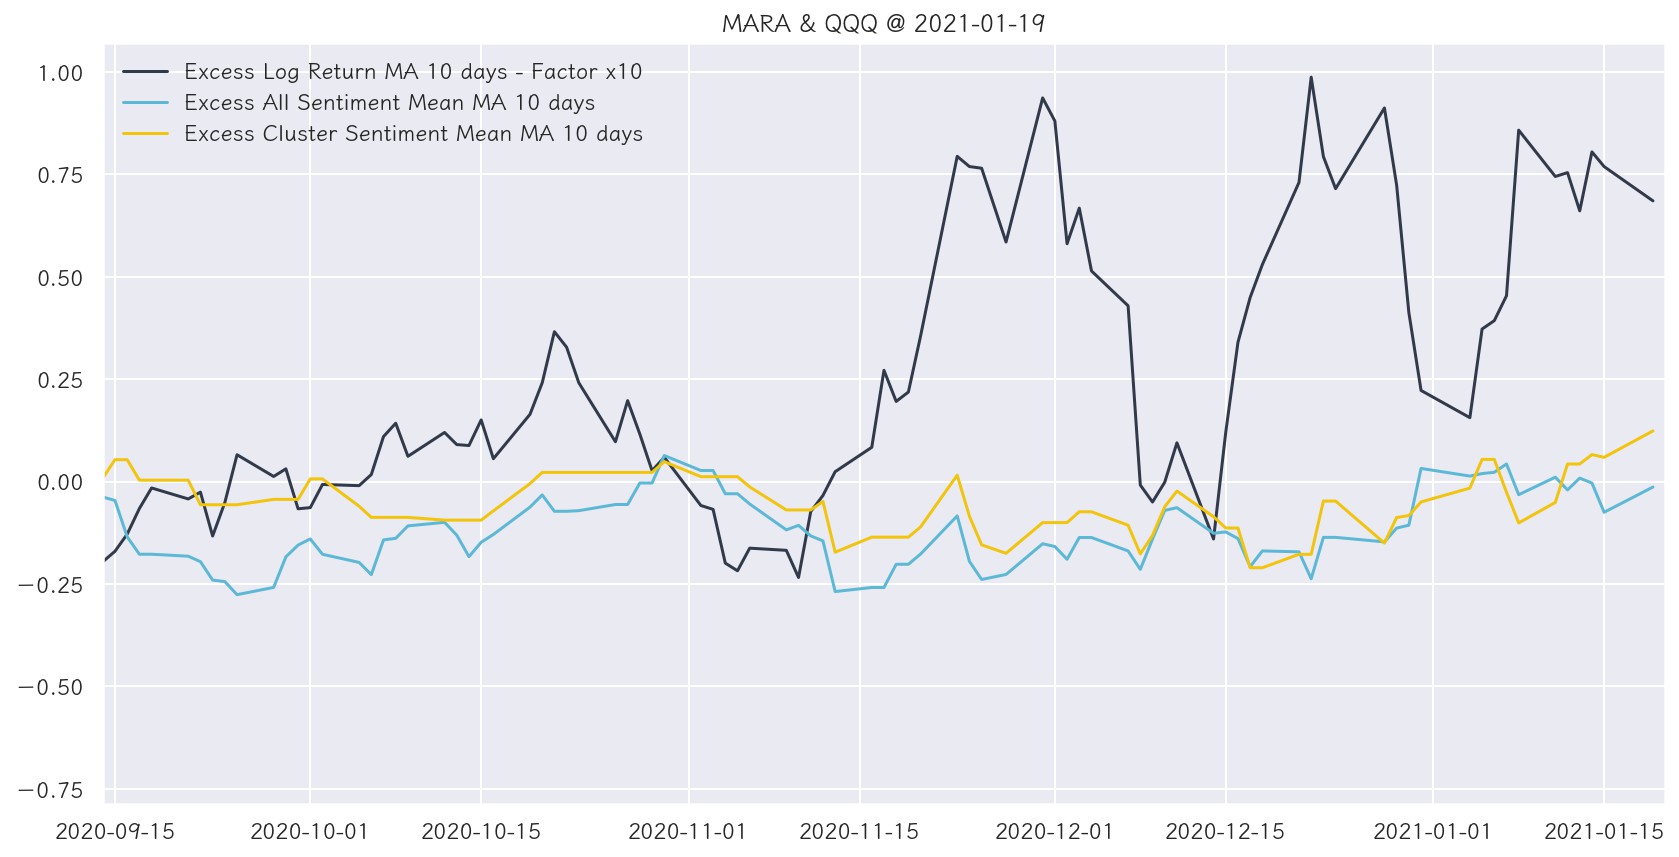 MARA & QQQ @ 2021-01-19
Excess Log Return MA 10 days - Factor x10
Excess All Sentiment Mean MA 10 days
Excess Cluster Sentiment Mean MA 10 days
1.00
0.75
0.50
0.25
0.00
−0.25
−0.50
−0.75
2020-09-15 2020-10-01 2020-10-15 2020-11-01 2020-11-15 2020-12-01 2020-12-15 2021-01-01 2021-01-15